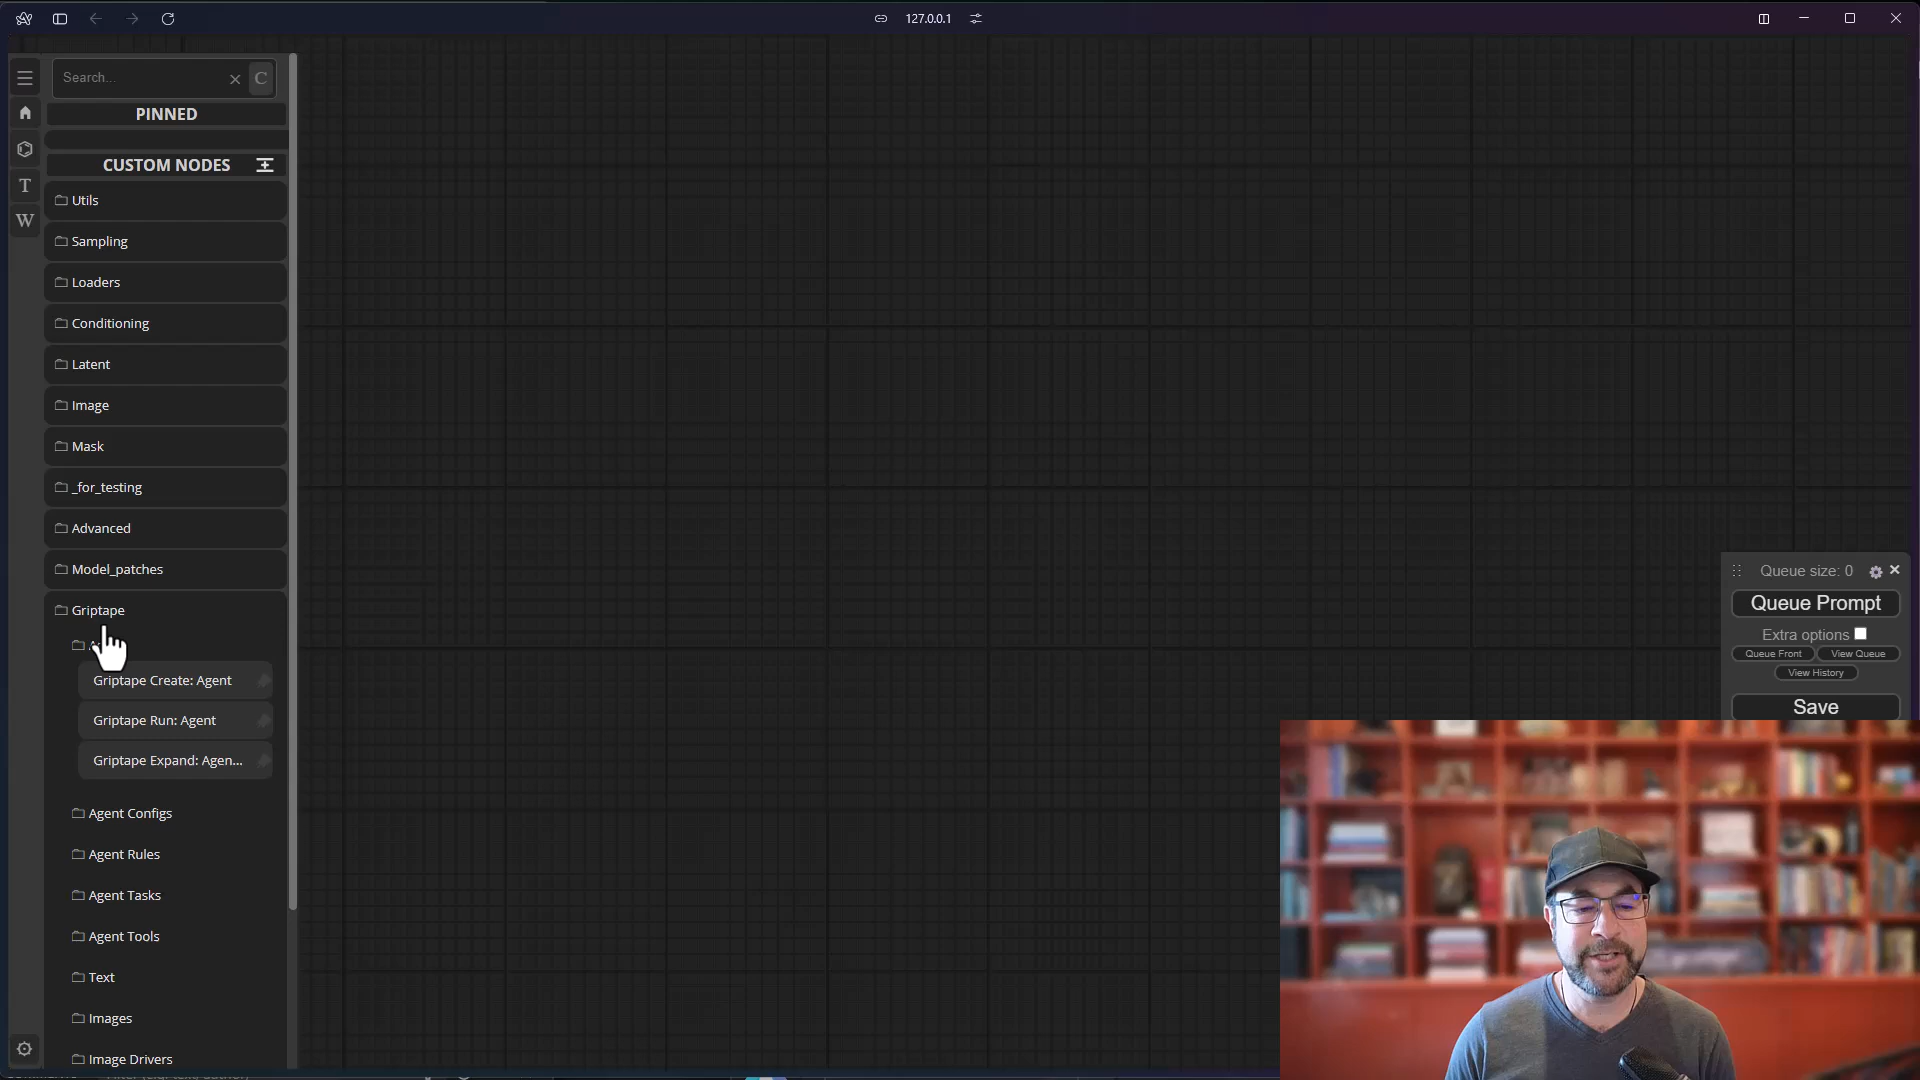 127.0.0.1
Search...
C
PINNED
CUSTOM NODES
T
W
Utils
Sampling
Loaders
Conditioning
Latent
Image
Mask
_for_testing
Advanced
Model_patches
Griptape
Griptape Create: Agent
Griptape Run: Agent
Griptape Expand: Agen...
Agent Configs
Agent Rules
Agent Tasks
Agent Tools
Text
Images
Image Drivers
Queue size: 0
Queue Prompt
Extra options
Queue Front
View Queue
View History
Save